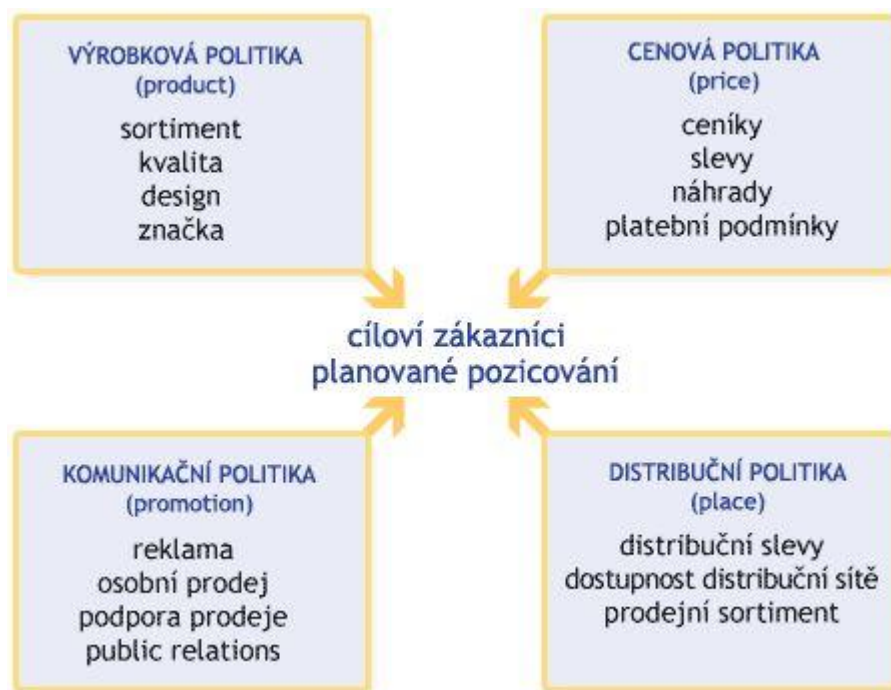 VÝROBKOVÁ POLITIKA
(product)
sortiment
kvalita
design
značka
CENOVÁ POLITIKA
(price)
ceníky
slevy
náhrady
platební podmínky
cíloví zákazníci
planované pozicování
KOMUNIKAČNÍ POLITIKA
(promotion)
reklama
osobní prodej
podpora prodeje
public relations
DISTRIBUČNÍ POLITIKA
(place)
distribuční slevy
dostupnost distribuční sítě
prodejní sortiment